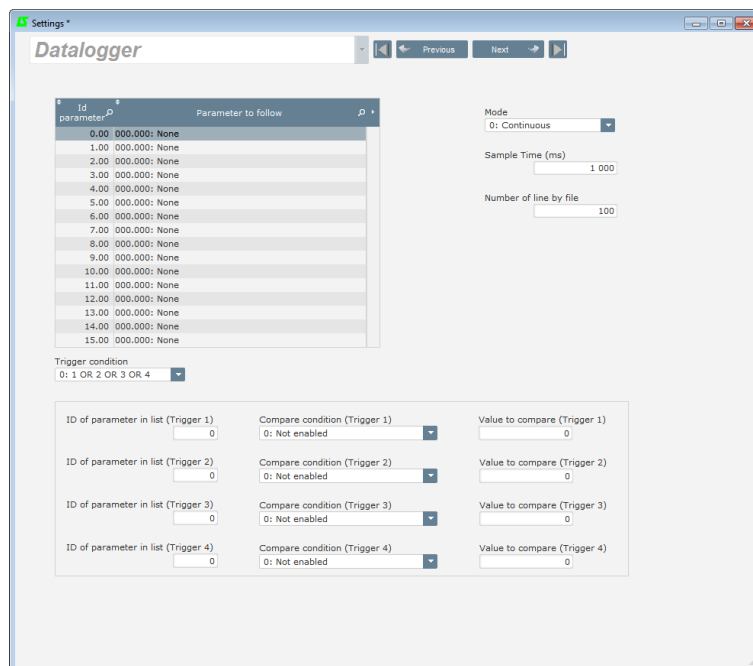 Settings *
Datalogger
Previous
Next
Id parameter
Parameter to follow
0.00 000.000: None
1.00 000.000: None
2.00 000.000: None
3.00 000.000: None
4.00 000.000: None
5.00 000.000: None
6.00 000.000: None
7.00 000.000: None
8.00 000.000: None
9.00 000.000: None
10.00 000.000: None
11.00 000.000: None
12.00 000.000: None
13.00 000.000: None
14.00 000.000: None
15.00 000.000: None
Mode
0: Continuous
Sample Time (ms)
1 000
Number of line by file
100
Trigger condition
0: 1 OR 2 OR 3 OR 4
ID of parameter in list (Trigger 1) Compare condition (Trigger 1) Value to compare (Trigger 1)
0 0: Not enabled 0
ID of parameter in list (Trigger 2) Compare condition (Trigger 2) Value to compare (Trigger 2)
0 0: Not enabled 0
ID of parameter in list (Trigger 3) Compare condition (Trigger 3) Value to compare (Trigger 3)
0 0: Not enabled 0
ID of parameter in list (Trigger 4) Compare condition (Trigger 4) Value to compare (Trigger 4)
0 0: Not enabled 0